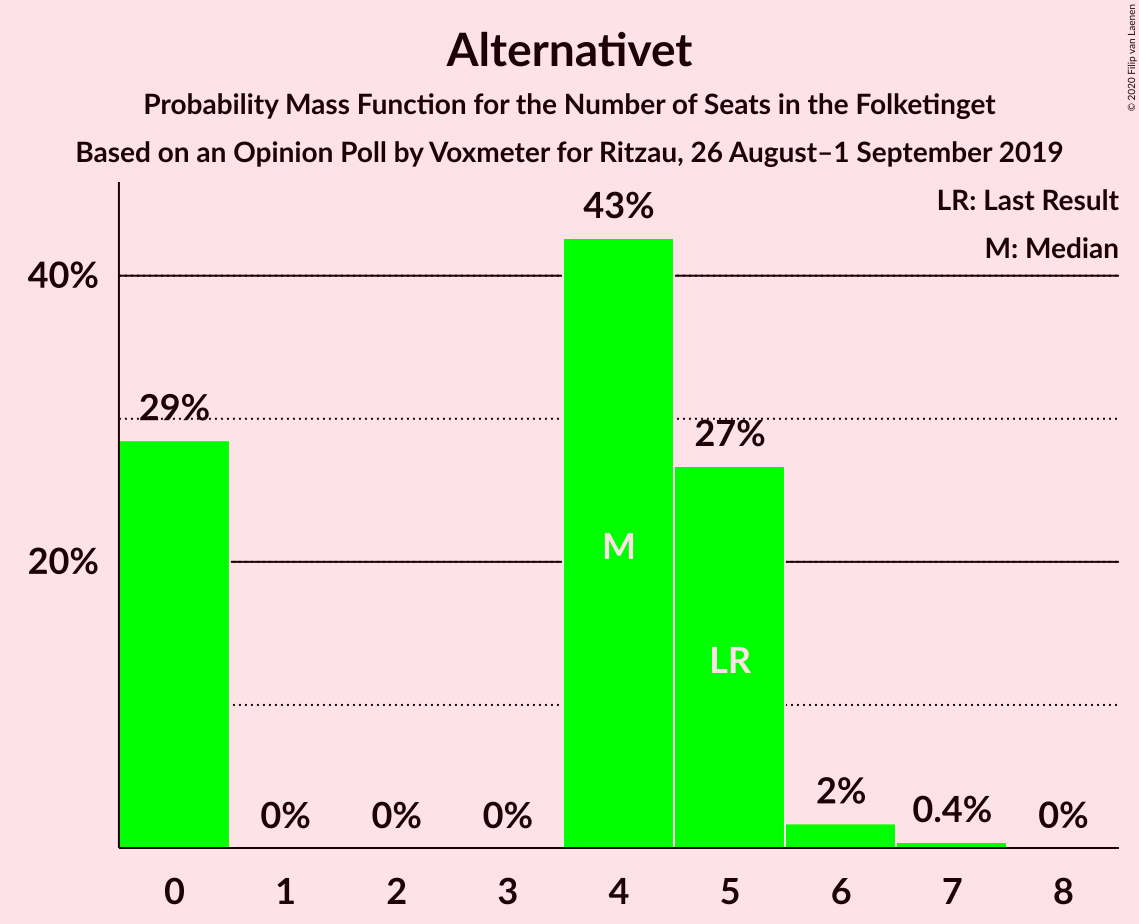 Alternativet
Probability Mass Function for the Number of Seats in the Folketinget
Based on an Opinion Poll by Voxmeter for Ritzau, 26 August–1 September 2019
© 2020 Filip van Laenen
LR: Last Result
M: Median
40%
20%
29%
0%
0%
0%
43%
27%
2%
0.4%
0%
M
LR
0
1
2
3
4
5
6
7
8